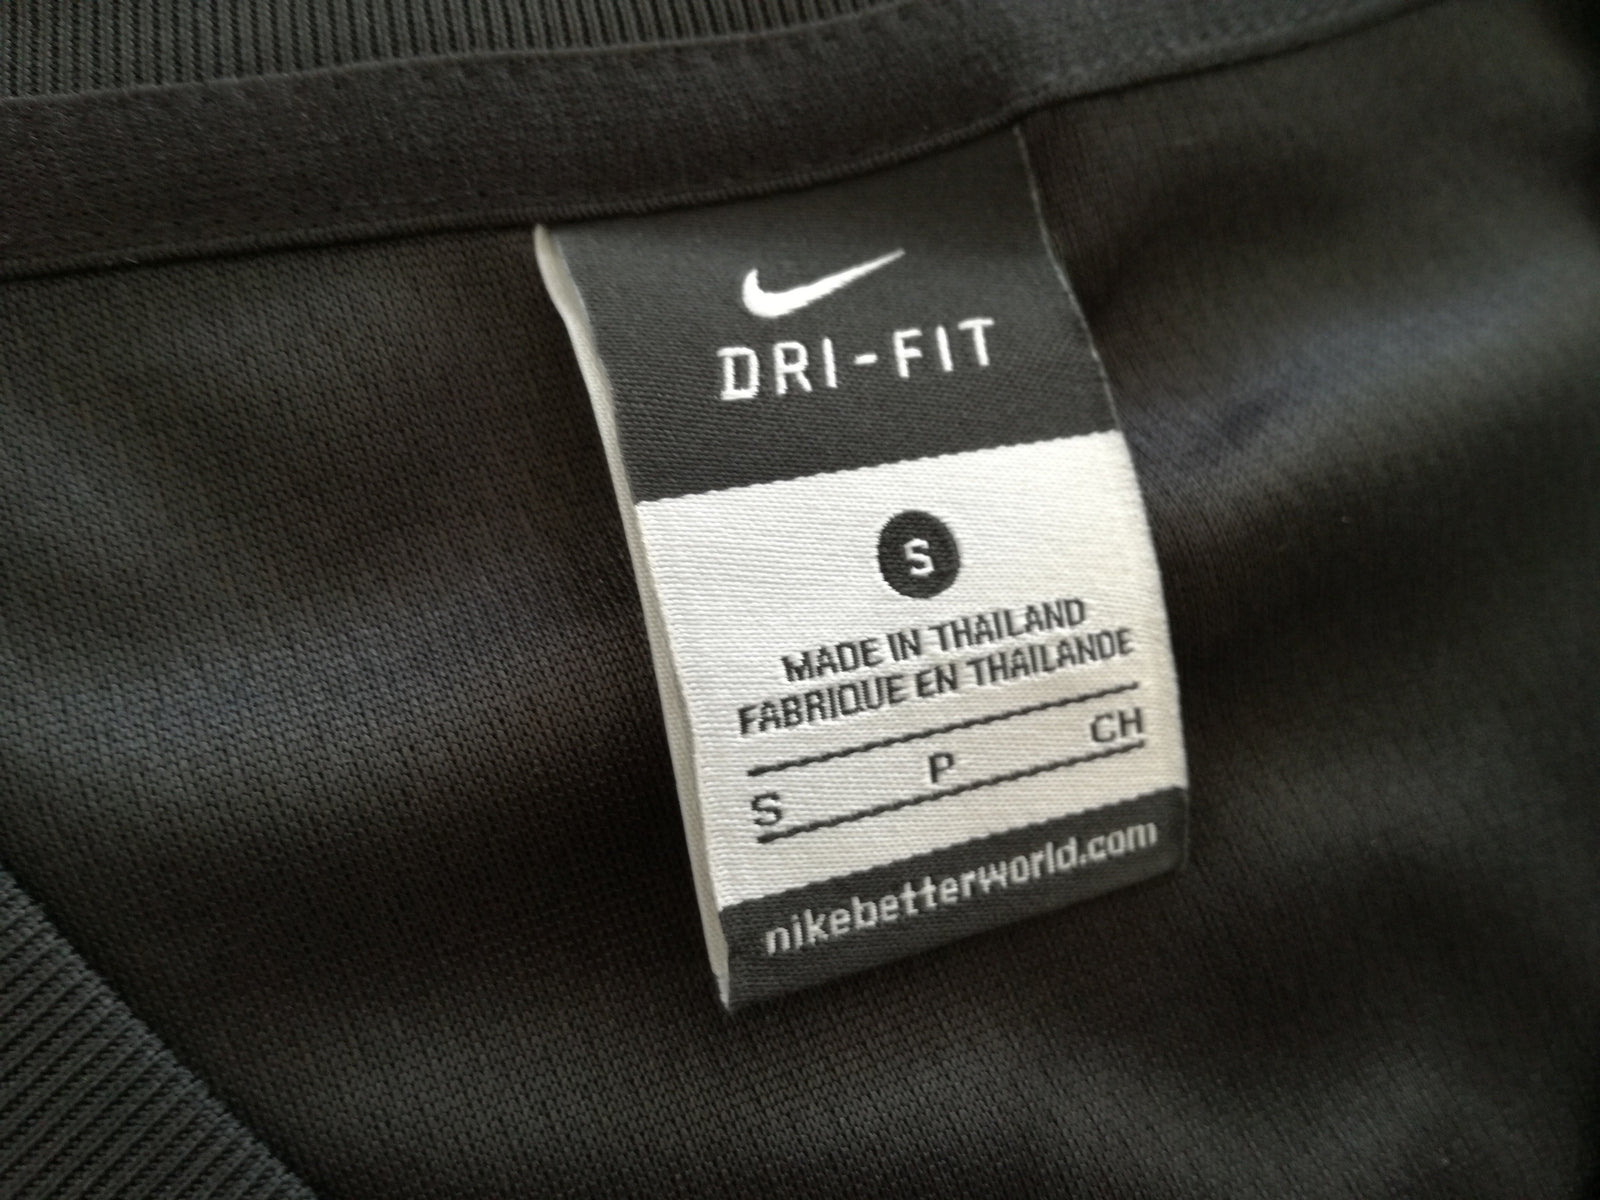 DRI-FIT
S
MADE IN THAILAND
FABRIQUE EN THAILANDE
S P CH
nikebetterworld.com